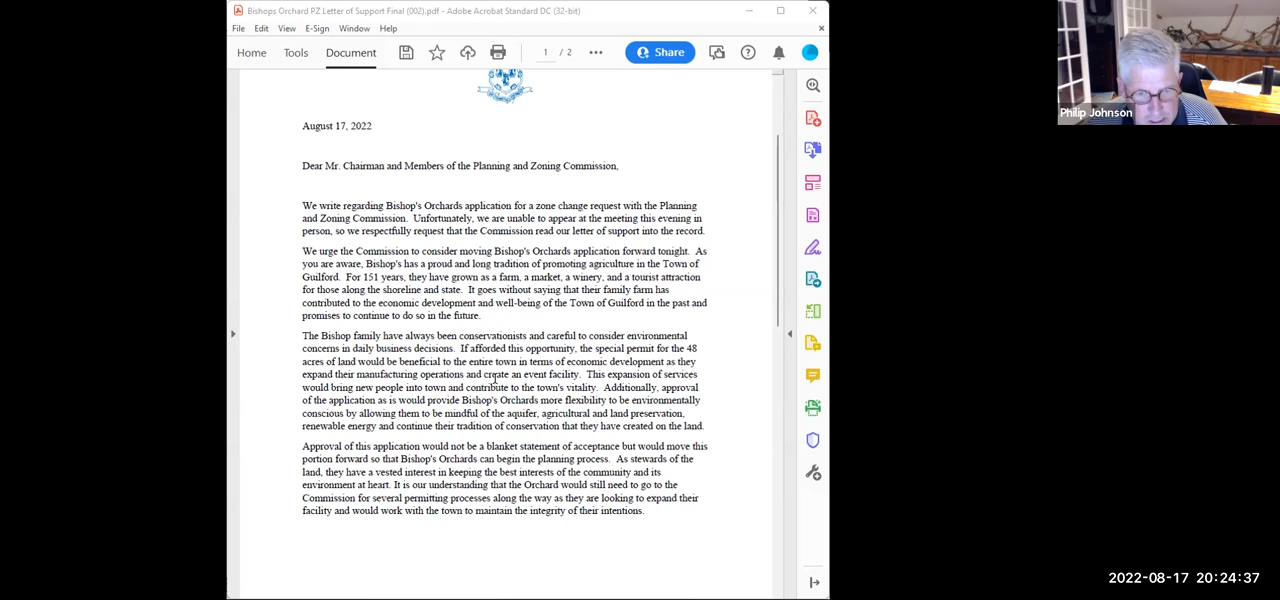 Bishops Orchard PZ Letter of Support Final (002).pdf - Adobe Acrobat Standard DC (32-bit)
File Edit View E-Sign Window Help
Home Tools Document 1 / 2 Share
August 17, 2022
Dear Mr. Chairman and Members of the Planning and Zoning Commission,
We write regarding Bishop's Orchards application for a zone change request with the Planning
and Zoning Commission. Unfortunately, we are unable to appear at the meeting this evening in
person, so we respectfully request that the Commission read our letter of support into the record.
We urge the Commission to consider moving Bishop's Orchards application forward tonight. As
you are aware, Bishop's has a proud and long tradition of promoting agriculture in the Town of
Guilford. For 151 years, they have grown as a farm, a market, a winery, and a tourist attraction
for those along the shoreline and state. It goes without saying that their family farm has
contributed to the economic development and well-being of the Town of Guilford in the past and
promises to continue to do so in the future.
The Bishop family have always been conservationists and careful to consider environmental
concerns in daily business decisions. If afforded this opportunity, the special permit for the 48
acres of land would be beneficial to the entire town in terms of economic development as they
expand their manufacturing operations and create an event facility. This expansion of services
would bring new people into town and contribute to the town's vitality. Additionally, approval
of the application as is would provide Bishop's Orchards more flexibility to be environmentally
conscious by allowing them to be mindful of the aquifer, agricultural and land preservation,
renewable energy and continue their tradition of conservation that they have created on the land.
Approval of this application would not be a blanket statement of acceptance but would move this
portion forward so that Bishop's Orchards can begin the planning process. As stewards of the
land, they have a vested interest in keeping the best interests of the community and its
environment at heart. It is our understanding that the Orchard would still need to go to the
Commission for several permitting processes along the way as they are looking to expand their
facility and would work with the town to maintain the integrity of their intentions.
Philip Johnson
2022-08-17 20:24:37